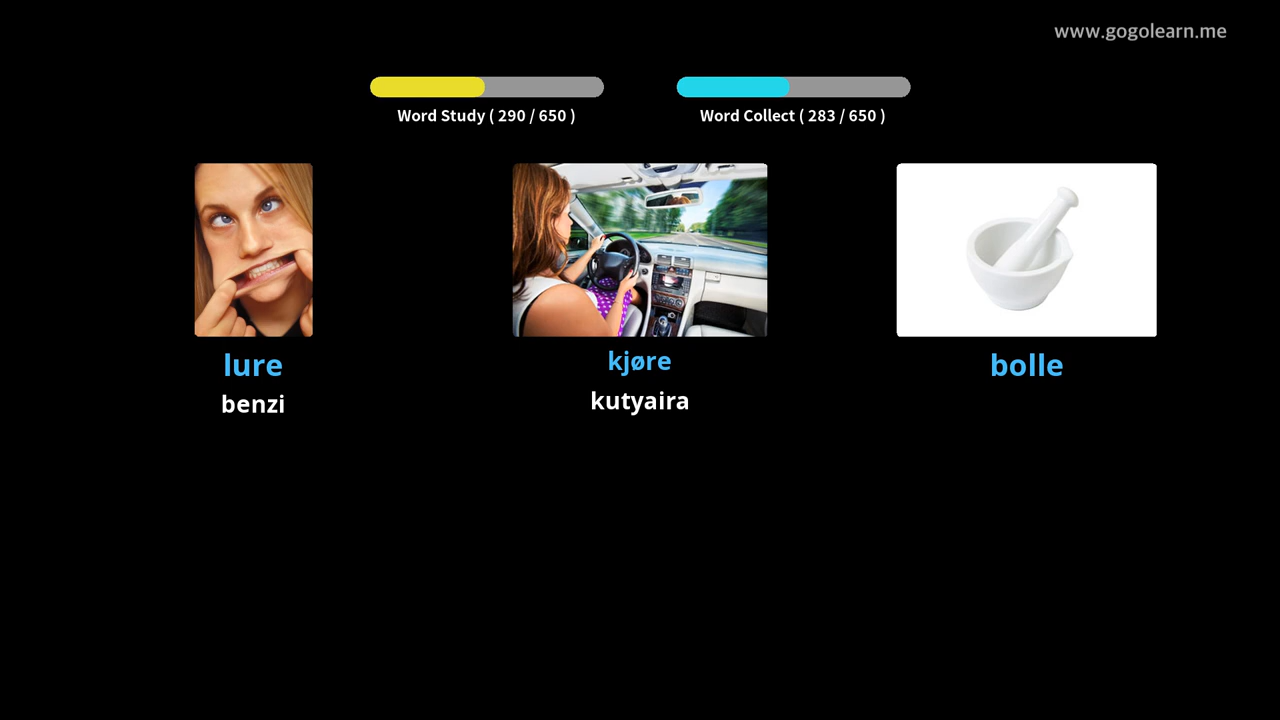 www.gogolearn.me
Word Study ( 290 / 650 )
Word Collect ( 283 / 650 )
lure
benzi
kjøre
kutyaira
bolle